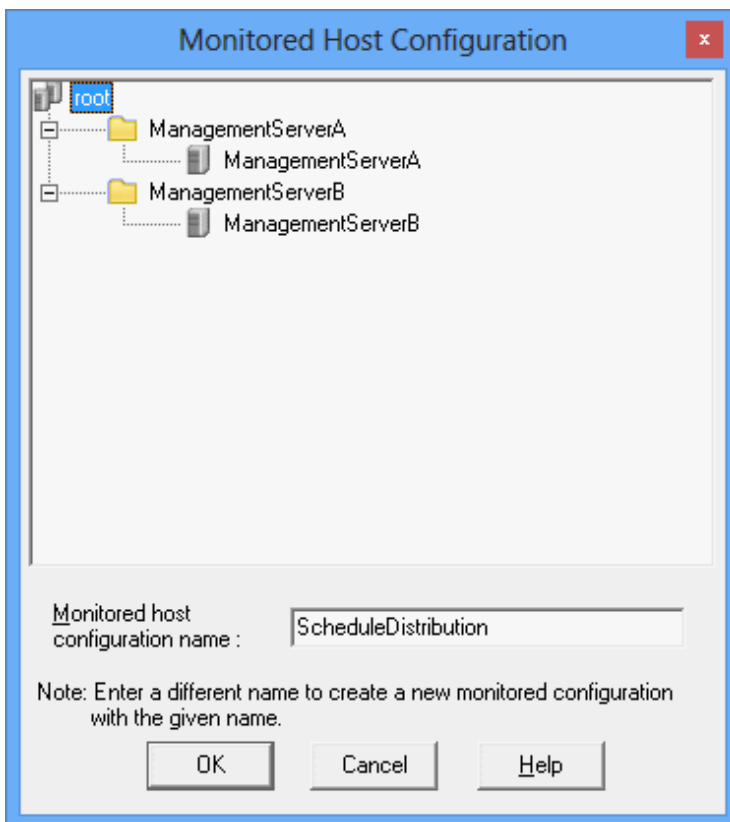 Monitored Host Configuration
x
root
ManagementServerA
ManagementServerA
ManagementServerB
ManagementServerB
Monitored host
configuration name :
ScheduleDistribution
Note: Enter a different name to create a new monitored configuration
with the given name.
OK Cancel Help